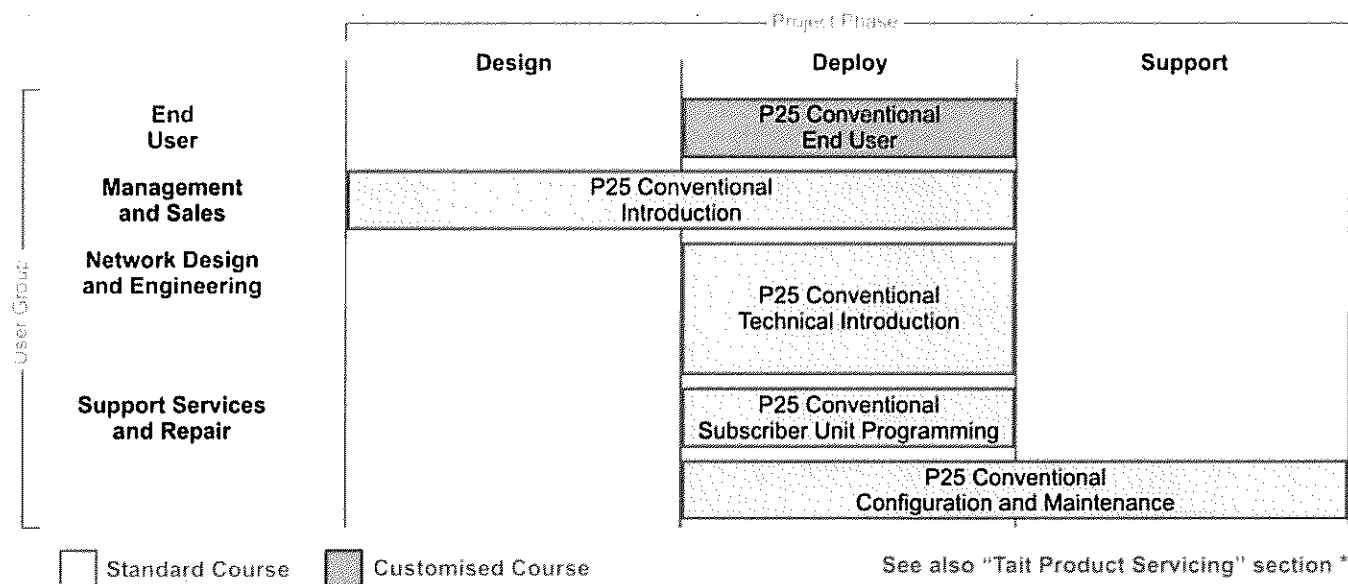 Project Phase
Design Deploy Support
User Group
End
User
P25 Conventional
End User
Management
and Sales
P25 Conventional
Introduction
Network Design
and Engineering
P25 Conventional
Technical Introduction
Support Services
and Repair
P25 Conventional
Subscriber Unit Programming
P25 Conventional
Configuration and Maintenance
Standard Course Customised Course See also "Tait Product Servicing" section *